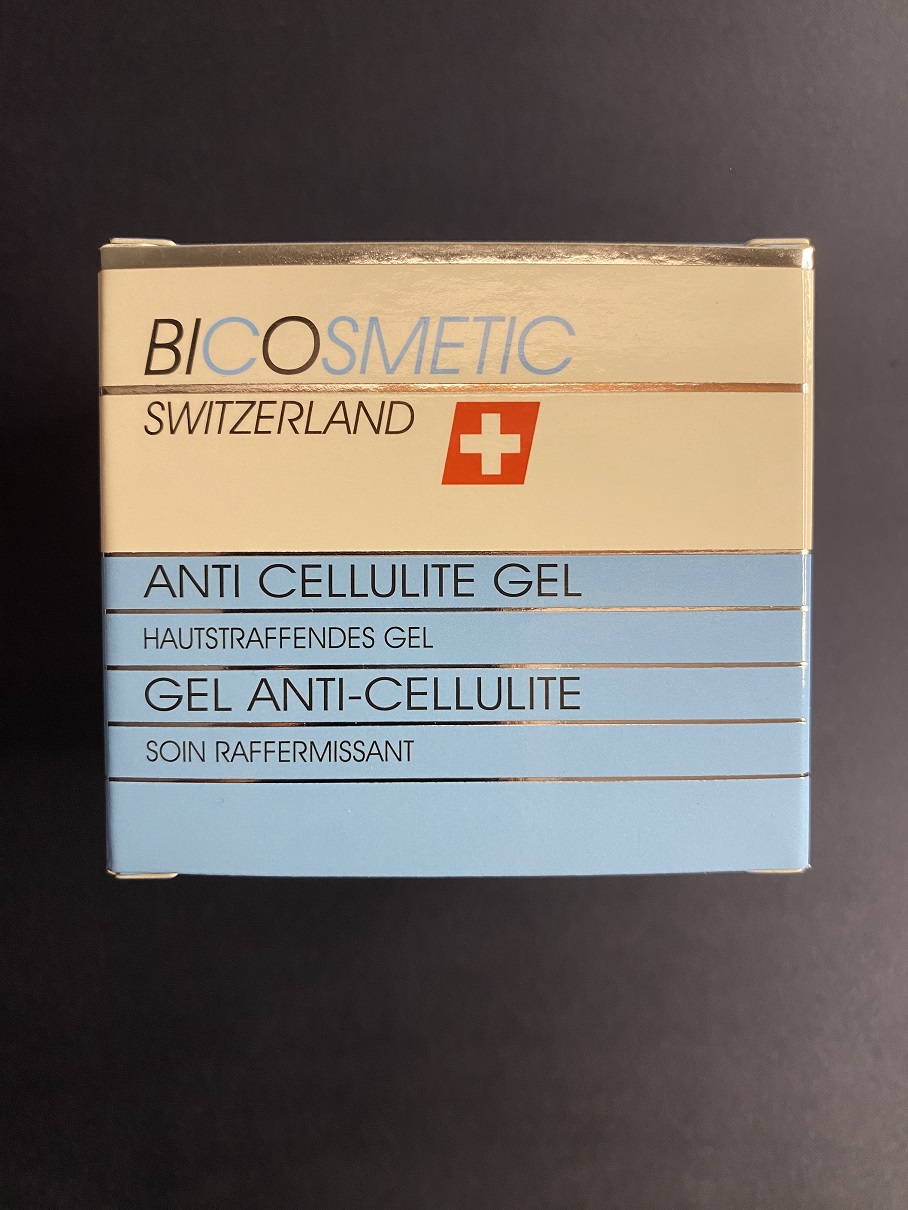 BICOSMETIC
SWITZERLAND
ANTI CELLULITE GEL
HAUTSTRAFFENDES GEL
GEL ANTI-CELLULITE
SOIN RAFFERMISSANT